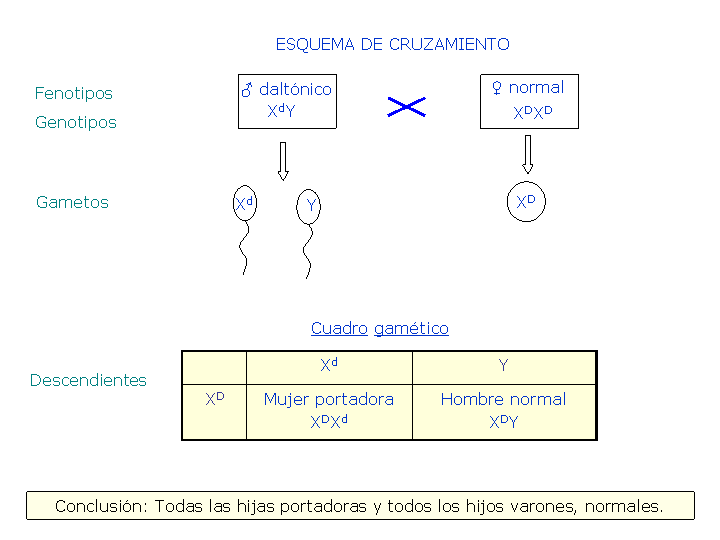 ESQUEMA DE CRUZAMIENTO
Fenotipos ♂ daltónico ♀ normal
Genotipos XᵈY XᴰXᴰ
Gametos Xᵈ Y Xᴰ
Cuadro gamético
Xᵈ Y
Descendientes
Xᴰ Mujer portadora Hombre normal
XᴰXᵈ XᴰY
Conclusión: Todas las hijas portadoras y todos los hijos varones, normales.